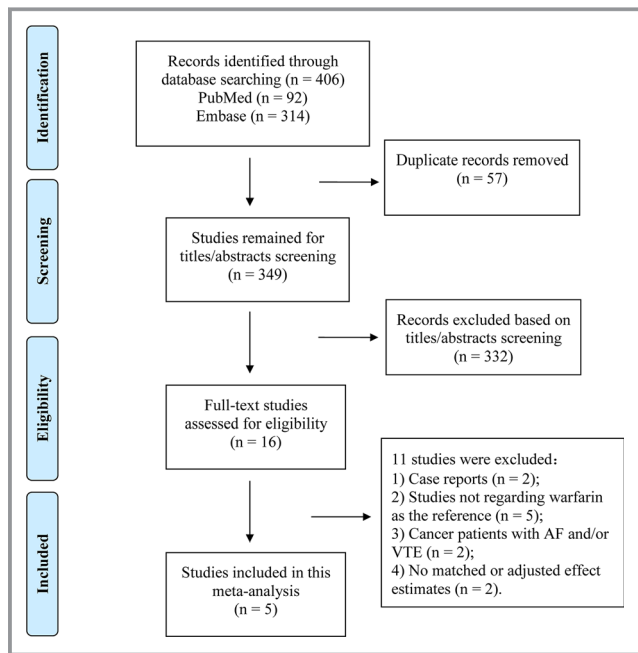 Identification
Records identified through
database searching (n = 406)
PubMed (n = 92)
Embase (n = 314)
Duplicate records removed
(n = 57)
Screening
Studies remained for
titles/abstracts screening
(n = 349)
Records excluded based on
titles/abstracts screening
(n = 332)
Eligibility
Full-text studies
assessed for eligibility
(n = 16)
11 studies were excluded：
1) Case reports (n = 2);
2) Studies not regarding warfarin
as the reference (n = 5);
3) Cancer patients with AF and/or
VTE (n = 2);
4) No matched or adjusted effect
estimates (n = 2).
Included
Studies included in this
meta-analysis
(n = 5)